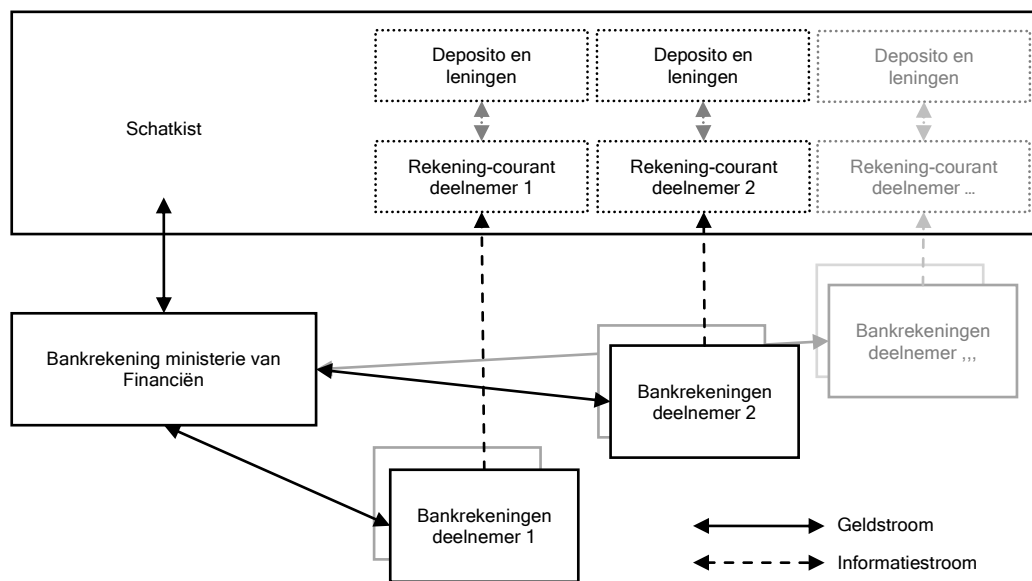 Deposito en
leningen
Deposito en
leningen
Deposito en
leningen
Schatkist
Rekening-courant
deelnemer 1
Rekening-courant
deelnemer 2
Rekening-courant
deelnemer ...
Bankrekening ministerie van
Financiën
Bankrekeningen
deelnemer ,,,
Bankrekeningen
deelnemer 2
Bankrekeningen
deelnemer 1
Geldstroom
Informatiestroom